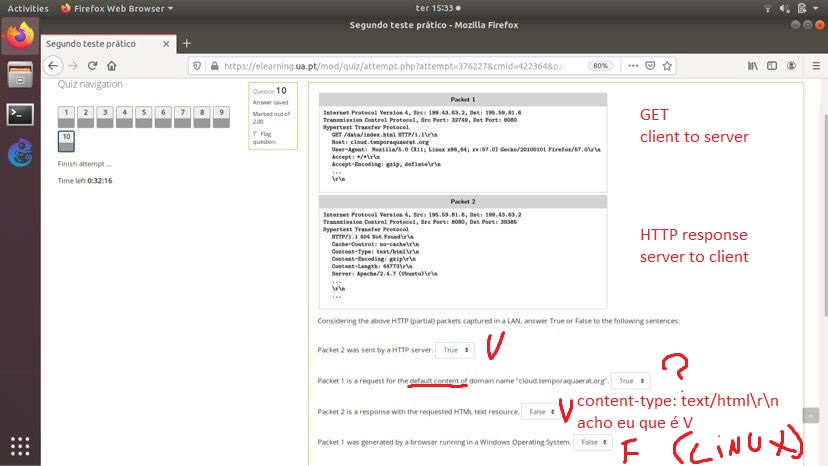 Activities
Firefox Web Browser
ter 15:33
Segundo teste prático - Mozilla Firefox
Segundo teste prático
https://elearning.ua.pt/mod/quiz/attempt.php?attempt=376227&cmid=422364&pa
80%
Quiz navigation
1 2 3 4 5 6 7 8 9
10
Finish attempt ...
Time left 0:32:16
Question 10
Answer saved
Marked out of
2.00
Flag
question
Packet 1
Internet Protocol Version 4, Src: 199.43.63.2, Dst: 195.59.81.6
Transmission Control Protocol, Src Port: 32749, Dst Port: 8080
Hypertext Transfer Protocol
GET /data/index.html HTTP/1.1\r\n
Host: cloud.temporaquaerat.org
User-Agent: Mozilla/5.0 (X11; Linux x86_64; rv:57.0) Gecko/20100101 Firefox/57.0\r\n
Accept: */*\r\n
Accept-Encoding: gzip, deflate\r\n
...
\r\n
GET
client to server
Packet 2
Internet Protocol Version 4, Src: 195.59.81.6, Dst: 199.43.63.2
Transmission Control Protocol, Src Port: 8080, Dst Port: 39385
Hypertext Transfer Protocol
HTTP/1.1 404 Not Found\r\n
Cache-Control: no-cache\r\n
Content-Type: text/html\r\n
Content-Encoding: gzip\r\n
Content-Length: 44773\r\n
Server: Apache/2.4.7 (Ubuntu)\r\n
...
\r\n
...
HTTP response
server to client
Considering the above HTTP (partial) packets captured in a LAN, answer True or False to the following sentences:
Packet 2 was sent by a HTTP server. True V
Packet 1 is a request for the default content of domain name "cloud.temporaquaerat.org". True ?
Packet 2 is a response with the requested HTML text resource. False V
content-type: text/html\r\n
acho eu que é V
Packet 1 was generated by a browser running in a Windows Operating System. False F (LINUX)